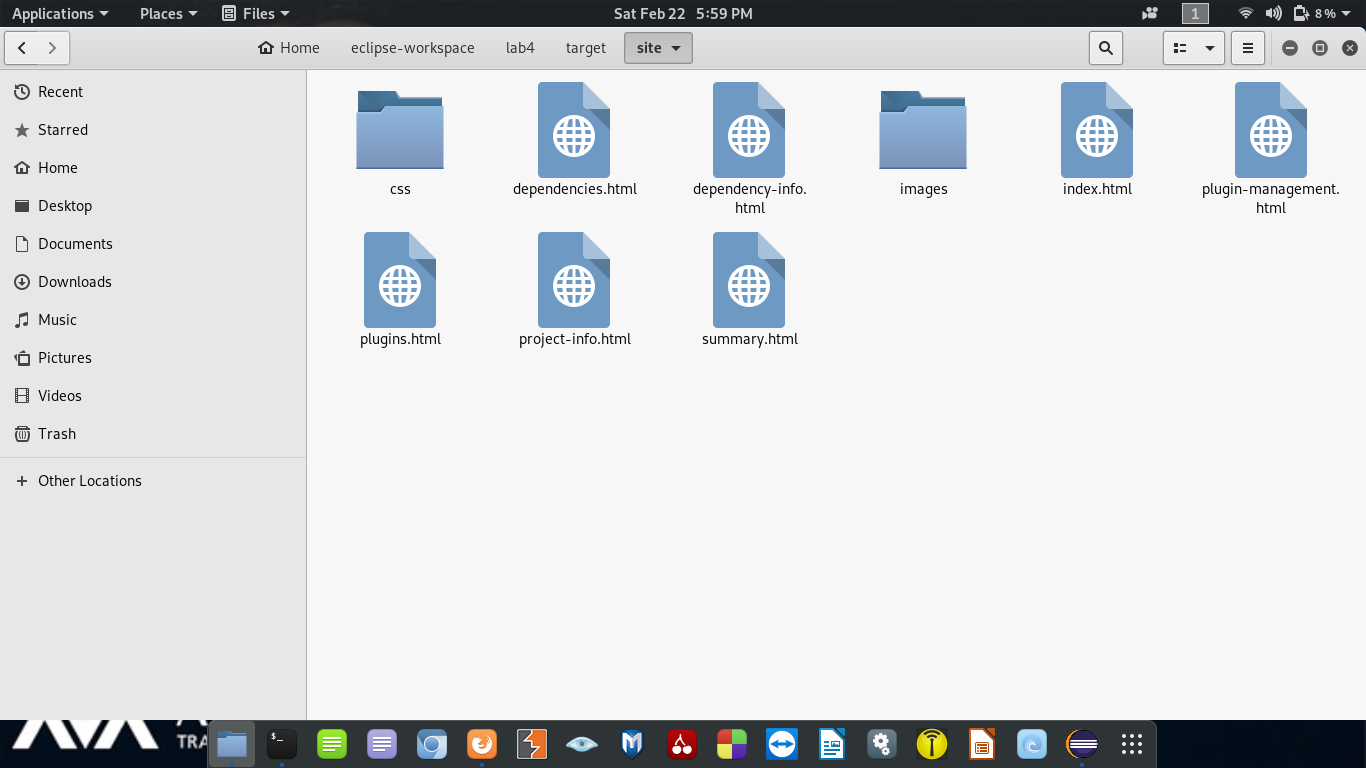 Applications Places Files Sat Feb 22 5:59 PM 1 8 %
Home eclipse-workspace lab4 target site
Recent
Starred
Home
Desktop
Documents
Downloads
Music
Pictures
Videos
Trash
Other Locations
css dependencies.html dependency-info. images index.html plugin-management.
html html
plugins.html project-info.html summary.html
$_